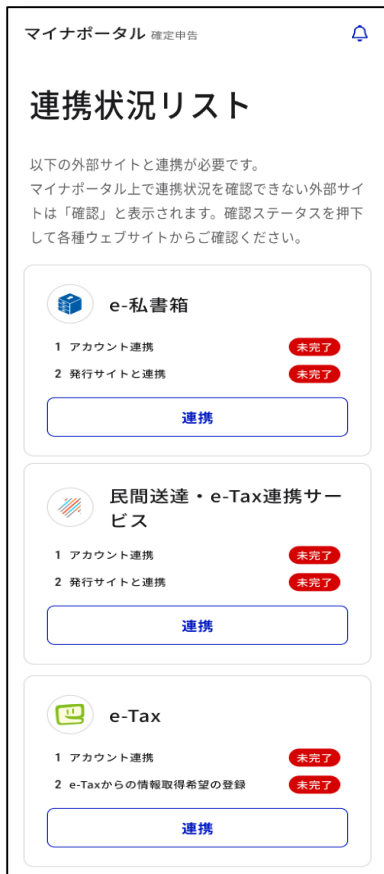 マイナポータル 確定申告
連携状況リスト
以下の外部サイトと連携が必要です。
マイナポータル上で連携状況を確認できない外部サイ
トは「確認」と表示されます。確認ステータスを押下
して各種ウェブサイトからご確認ください。
e-私書箱
1 アカウント連携 未完了
2 発行サイトと連携 未完了
連携
民間送達・e-Tax連携サー
ビス
1 アカウント連携 未完了
2 発行サイトと連携 未完了
連携
e-Tax
1 アカウント連携 未完了
2 e-Taxからの情報取得希望の登録 未完了
連携